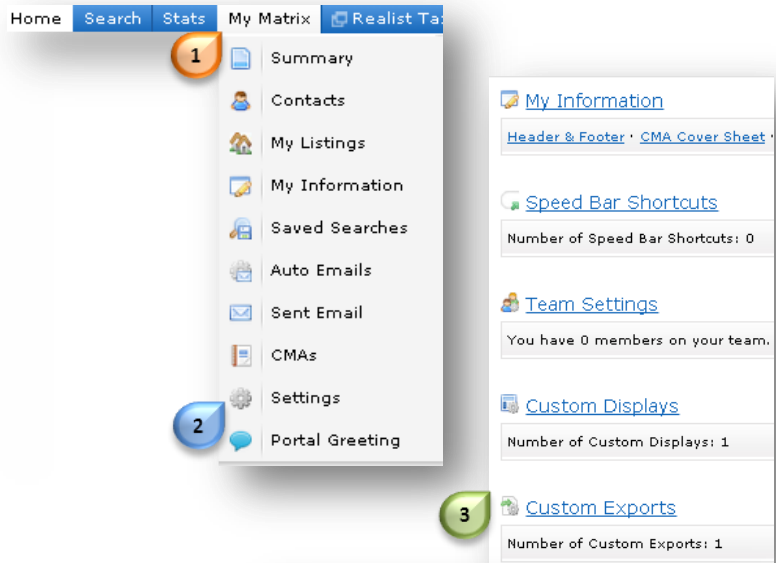 Home Search Stats My Matrix Realist Ta
1
Summary
Contacts
My Listings
My Information
Saved Searches
Auto Emails
Sent Email
CMAs
Settings
2
Portal Greeting
My Information
Header & Footer · CMA Cover Sheet ·
Speed Bar Shortcuts
Number of Speed Bar Shortcuts: 0
Team Settings
You have 0 members on your team.
Custom Displays
Number of Custom Displays: 1
3
Custom Exports
Number of Custom Exports: 1